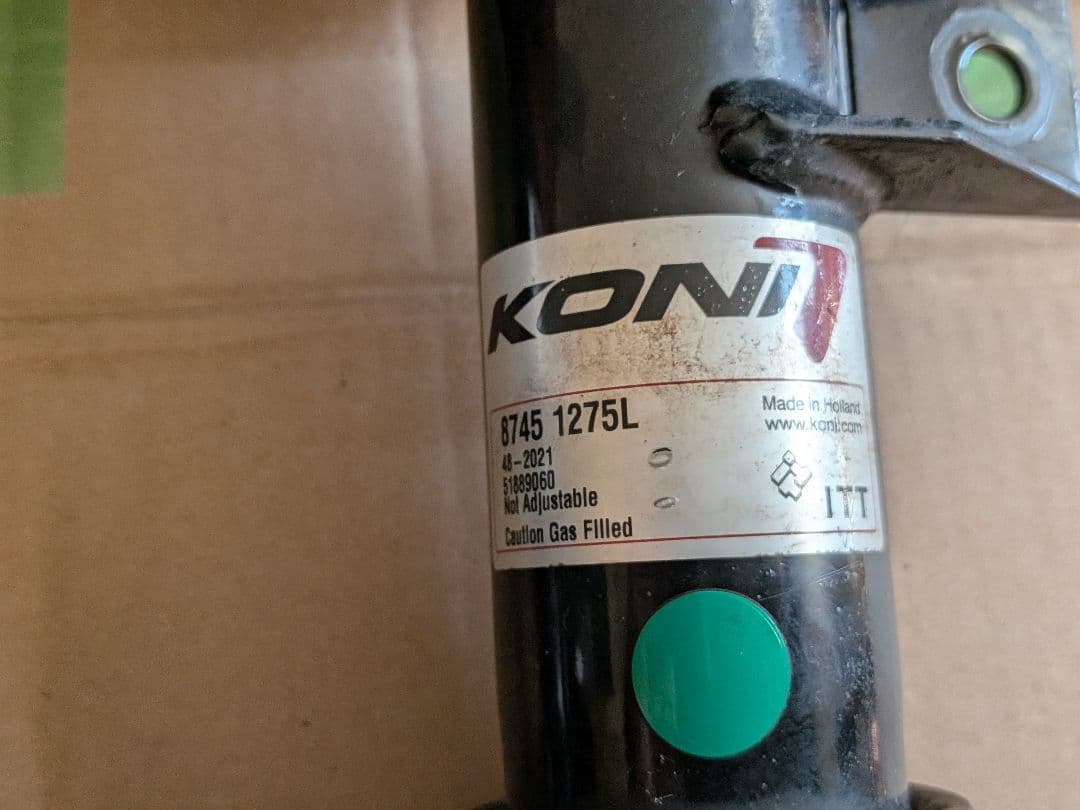 KONI
8745 1275L
Made in Holland
www.koni.com
48-2021
51889060
Not Adjustable
ITT
Caution Gas Filled